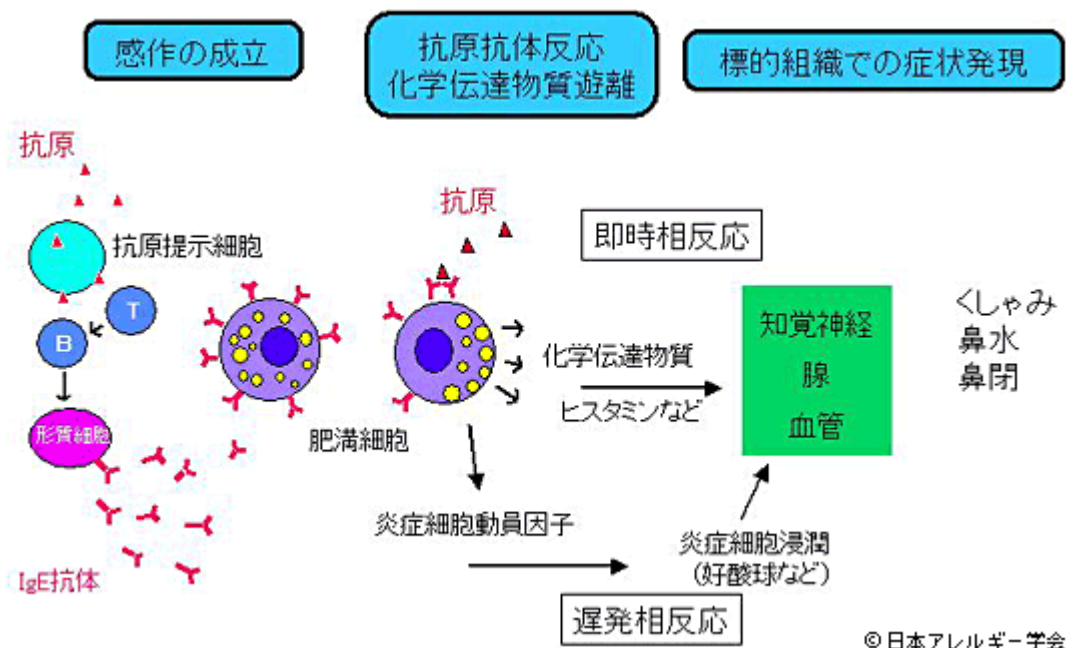 感作の成立
抗原抗体反応
化学伝達物質遊離
標的組織での症状発現
抗原
抗原提示細胞
T
B
形質細胞
IgE抗体
肥満細胞
抗原
即時相反応
化学伝達物質
ヒスタミンなど
知覚神経
腺
血管
くしゃみ
鼻水
鼻閉
炎症細胞動員因子
炎症細胞浸潤
(好酸球など)
遅発相反応
©日本アレルギー学会